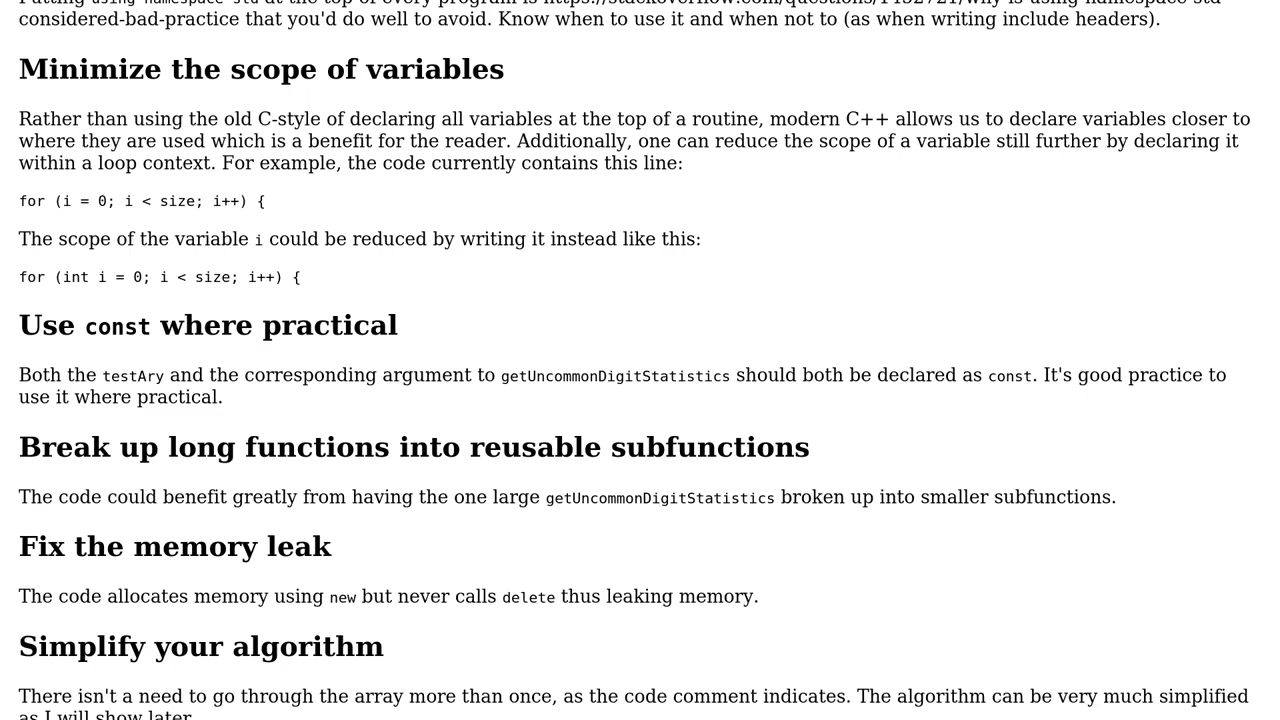 considered-bad-practice that you'd do well to avoid. Know when to use it and when not to (as when writing include headers).
Minimize the scope of variables
Rather than using the old C-style of declaring all variables at the top of a routine, modern C++ allows us to declare variables closer to
where they are used which is a benefit for the reader. Additionally, one can reduce the scope of a variable still further by declaring it
within a loop context. For example, the code currently contains this line:
for (i = 0; i < size; i++) {
The scope of the variable i could be reduced by writing it instead like this:
for (int i = 0; i < size; i++) {
Use const where practical
Both the testAry and the corresponding argument to getUncommonDigitStatistics should both be declared as const. It's good practice to
use it where practical.
Break up long functions into reusable subfunctions
The code could benefit greatly from having the one large getUncommonDigitStatistics broken up into smaller subfunctions.
Fix the memory leak
The code allocates memory using new but never calls delete thus leaking memory.
Simplify your algorithm
There isn't a need to go through the array more than once, as the code comment indicates. The algorithm can be very much simplified
as I will show later.